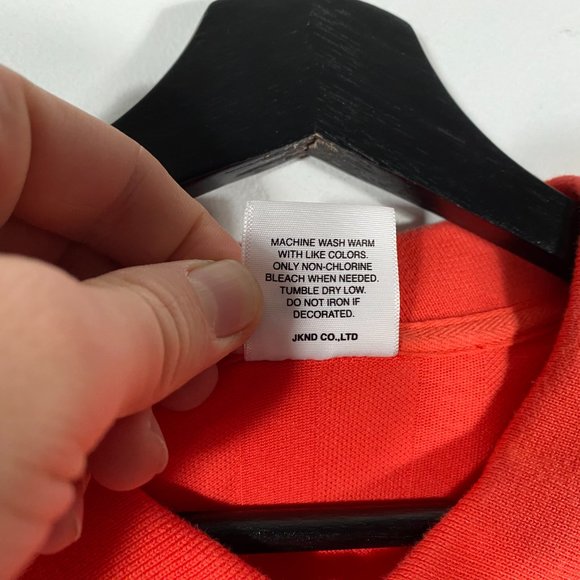 MACHINE WASH WARM
WITH LIKE COLORS.
ONLY NON-CHLORINE
BLEACH WHEN NEEDED.
TUMBLE DRY LOW.
DO NOT IRON IF
DECORATED.
JKND CO.,LTD